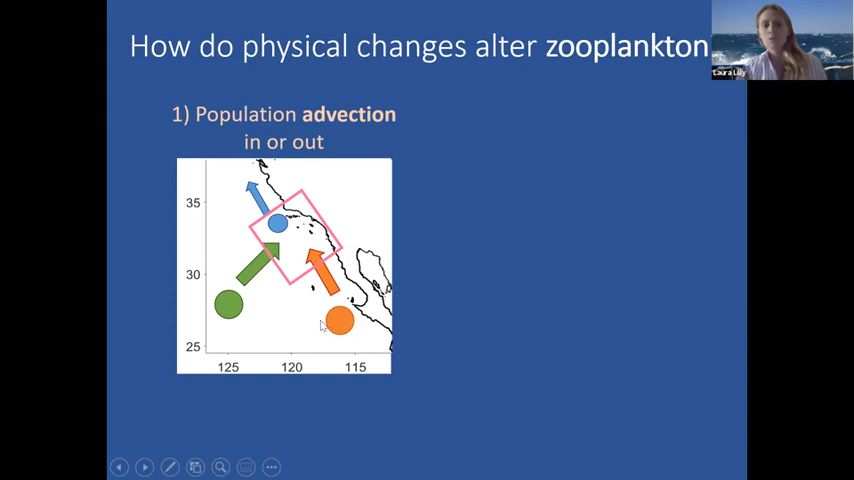 How do physical changes alter zooplankton
Laura Lilly
1) Population advection
in or out
35
30
25
125 120 115